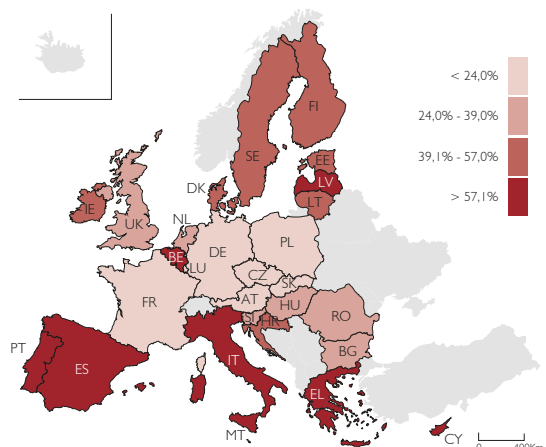 < 24,0%
24,0% - 39,0%
39,1% - 57,0%
> 57,1%
FI
SE
EE
LV
LT
DK
IE
UK
NL
BE
LU
DE
PL
CZ
SK
AT
HU
FR
SI
HR
RO
BG
PT
ES
IT
EL
MT
CY
0
400Km